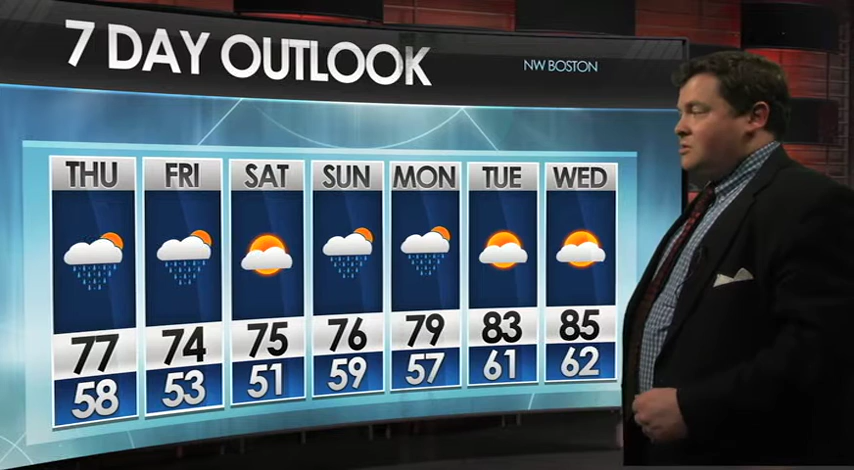 7 DAY OUTLOOK
NW BOSTON
THU FRI SAT SUN MON TUE WED
77 74 75 76 79 83 85
58 53 51 59 57 61 62